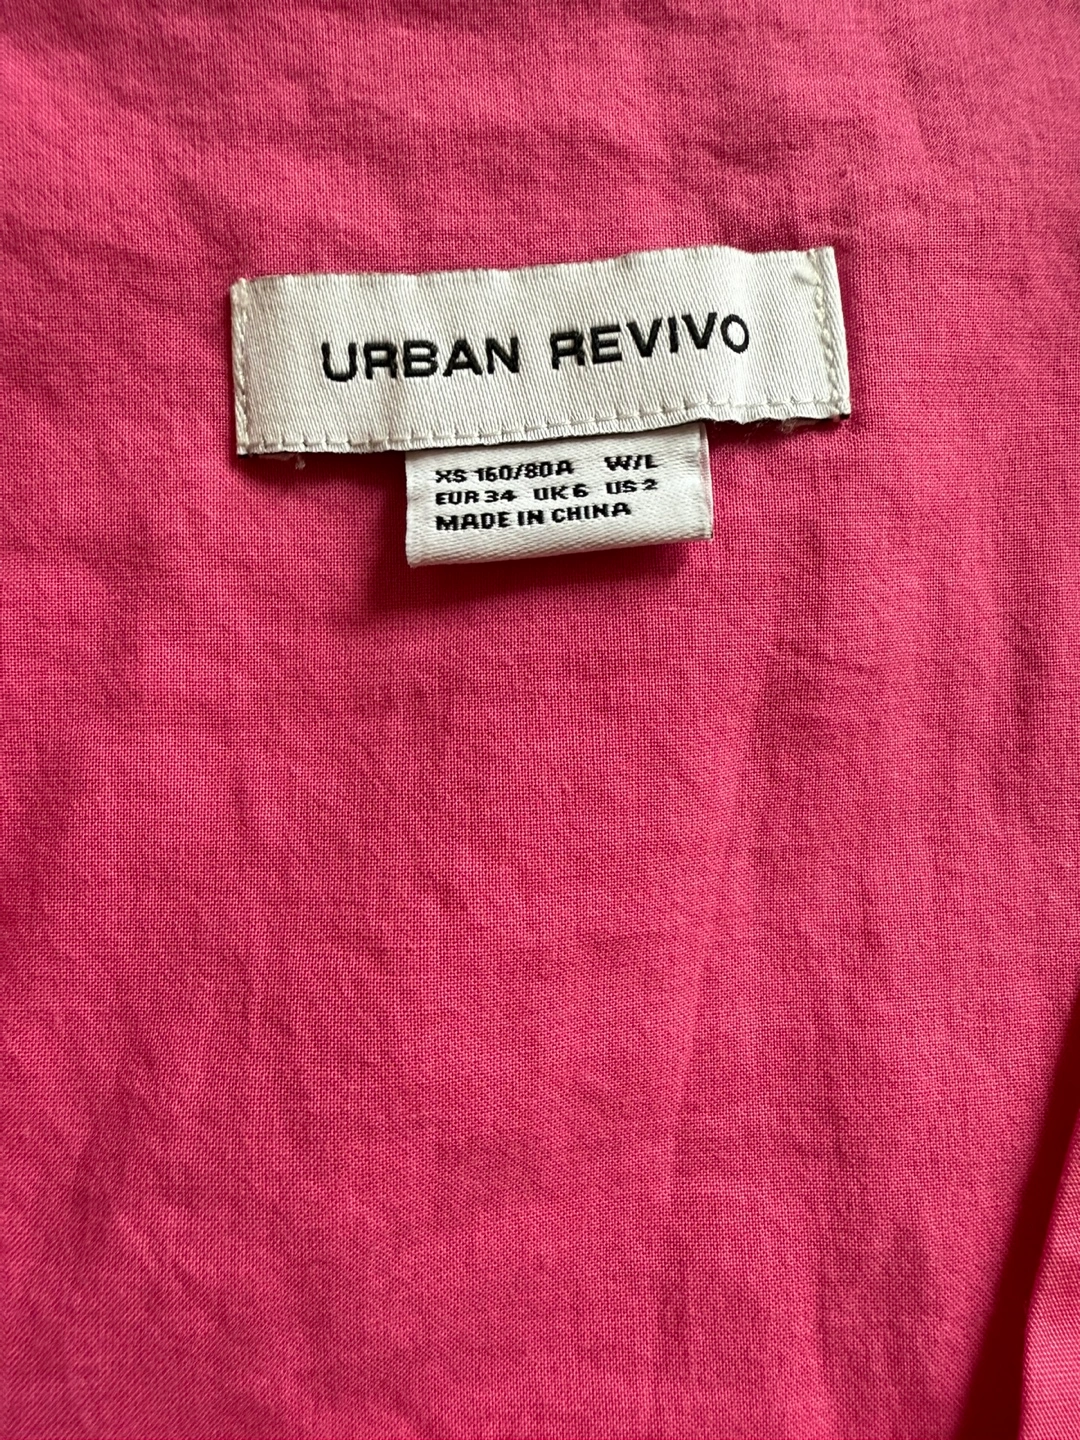 URBAN REVIVO
XS 160/80A W/L
EUR 34 UK 6 US 2
MADE IN CHINA